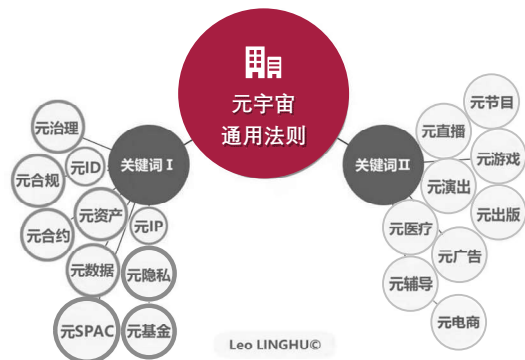 元宇宙
通用法则
关键词 I
元治理
元ID
元合规
元资产
元合约
元IP
元数据
元隐私
元SPAC
元基金
关键词II
元节目
元直播
元游戏
元演出
元出版
元医疗
元广告
元辅导
元电商
Leo LINGHU©